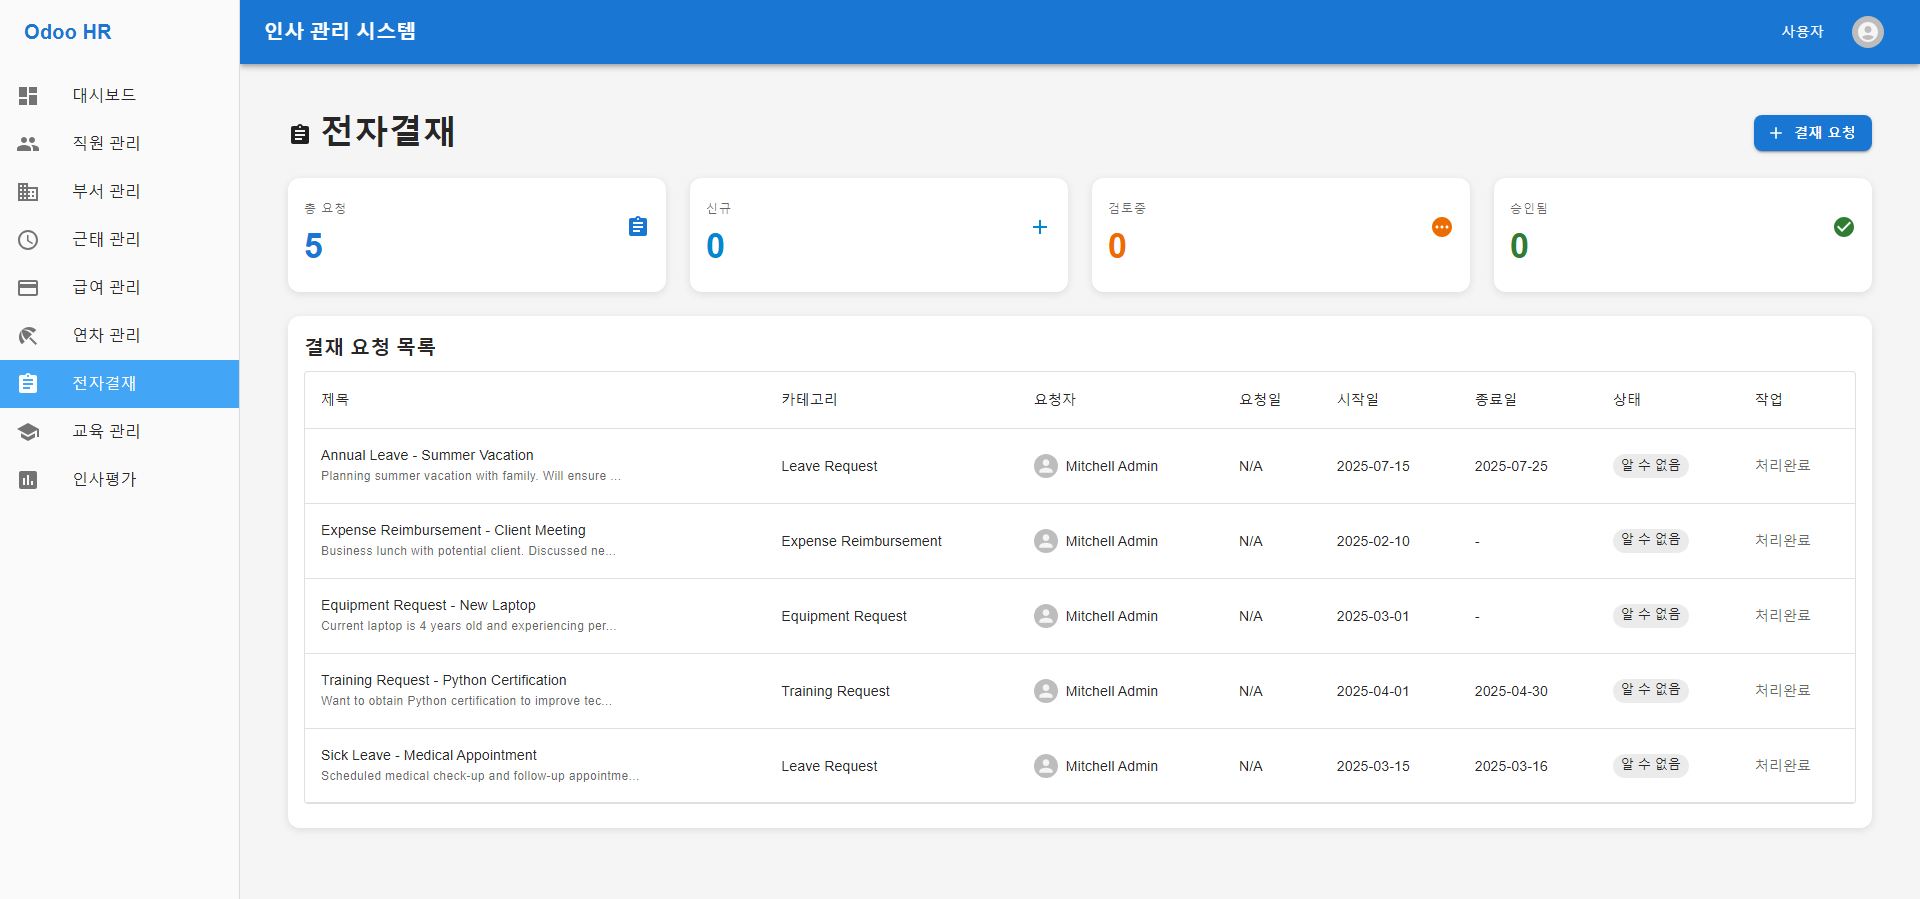 Odoo HR
인사 관리 시스템
사용자
대시보드
직원 관리
부서 관리
근태 관리
급여 관리
연차 관리
전자결재
교육 관리
인사평가
전자결재
결재 요청
총 요청
5
신규
0
검토중
0
승인됨
0
결재 요청 목록
제목 카테고리 요청자 요청일 시작일 종료일 상태 작업
Annual Leave - Summer Vacation
Planning summer vacation with family. Will ensure ...
Leave Request Mitchell Admin N/A 2025-07-15 2025-07-25 알 수 없음 처리완료
Expense Reimbursement - Client Meeting
Business lunch with potential client. Discussed ne...
Expense Reimbursement Mitchell Admin N/A 2025-02-10 - 알 수 없음 처리완료
Equipment Request - New Laptop
Current laptop is 4 years old and experiencing per...
Equipment Request Mitchell Admin N/A 2025-03-01 - 알 수 없음 처리완료
Training Request - Python Certification
Want to obtain Python certification to improve tec...
Training Request Mitchell Admin N/A 2025-04-01 2025-04-30 알 수 없음 처리완료
Sick Leave - Medical Appointment
Scheduled medical check-up and follow-up appointme...
Leave Request Mitchell Admin N/A 2025-03-15 2025-03-16 알 수 없음 처리완료